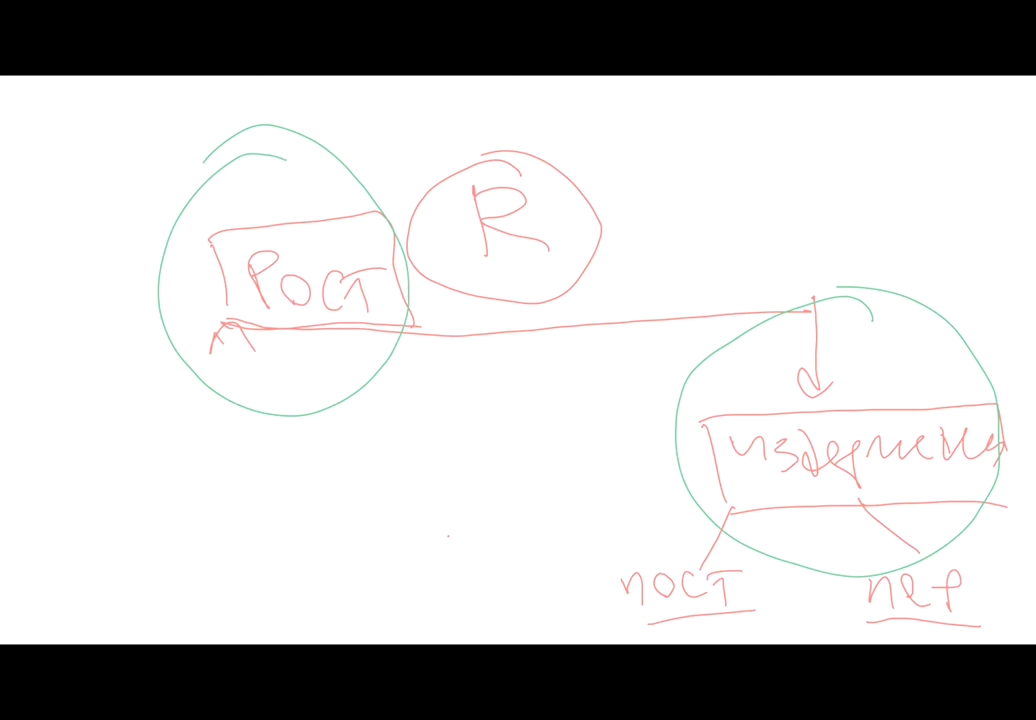 R
Рост
издержки
пост
пер